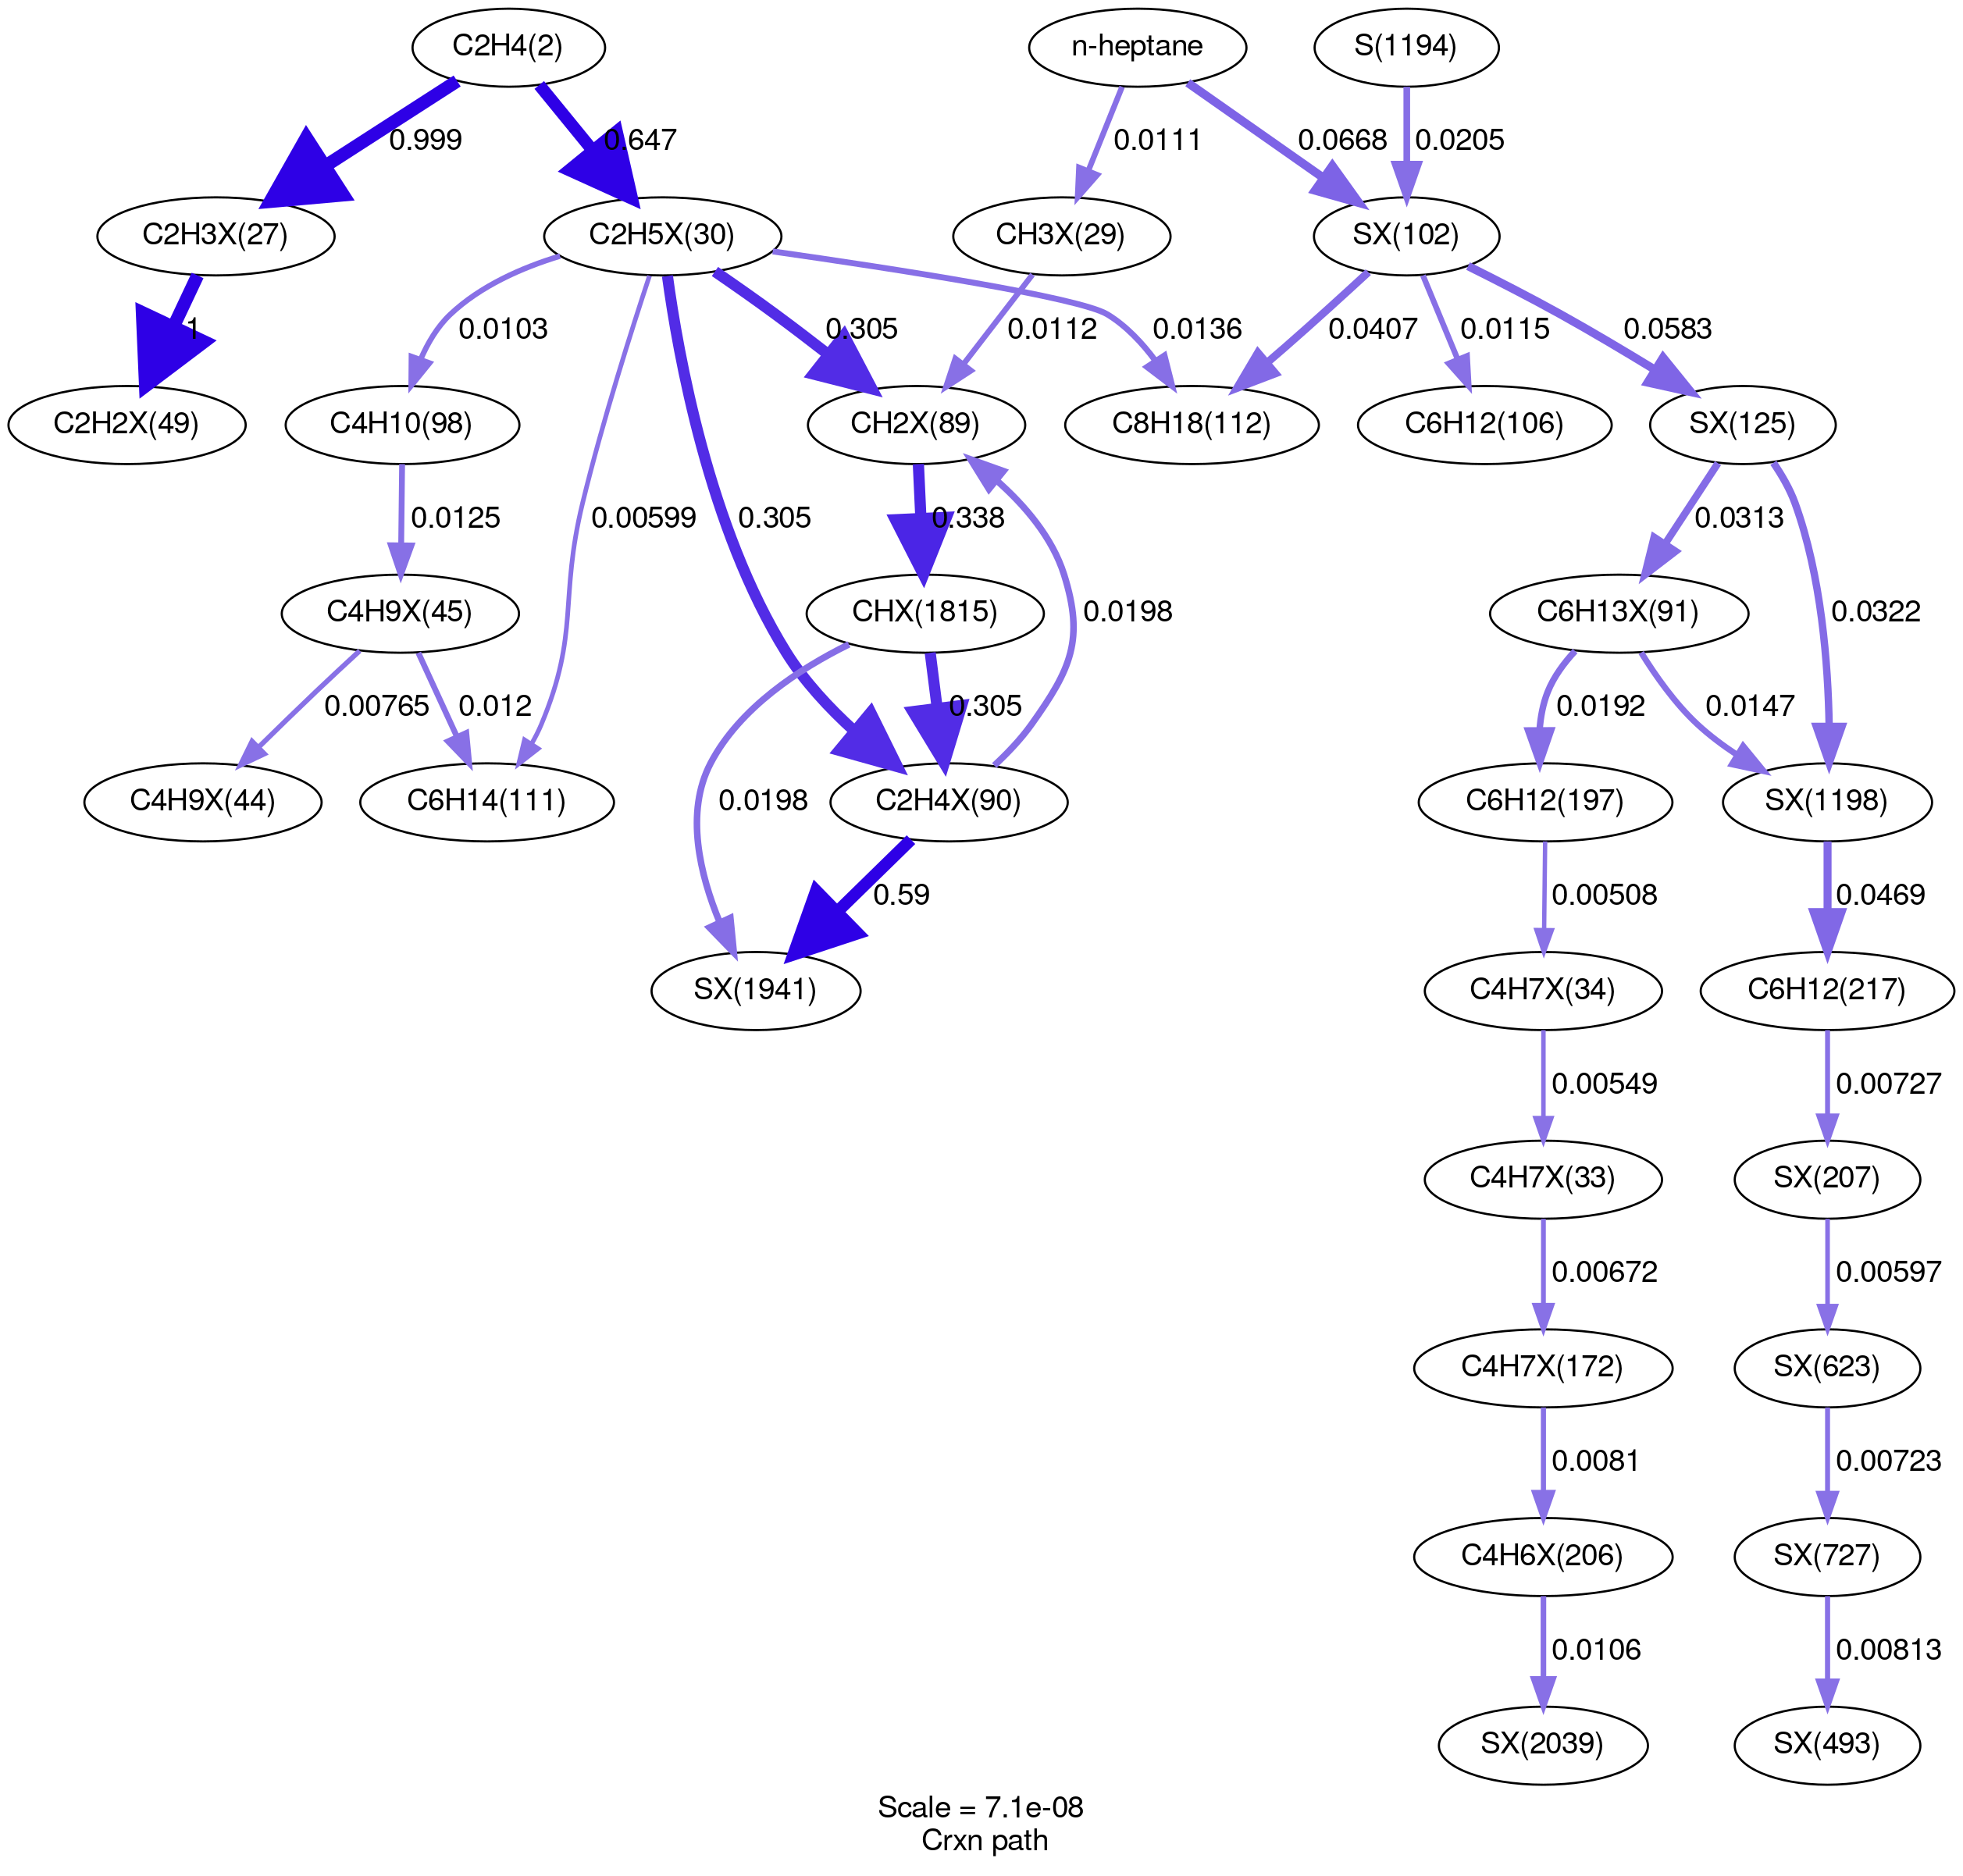 C2H4(2)
n-heptane
S(1194)
0.999
0.647
0.0111
0.0668
0.0205
C2H3X(27)
C2H5X(30)
CH3X(29)
SX(102)
1
0.0103
0.305
0.0112
0.0136
0.0407
0.0115
0.0583
C2H2X(49)
C4H10(98)
CH2X(89)
C8H18(112)
C6H12(106)
SX(125)
0.0125
0.00599
0.305
0.338
0.0198
0.0313
0.0322
C4H9X(45)
CHX(1815)
C6H13X(91)
0.00765
0.012
0.0198
0.305
0.0192
0.0147
C4H9X(44)
C6H14(111)
C2H4X(90)
C6H12(197)
SX(1198)
0.59
0.00508
0.0469
SX(1941)
C4H7X(34)
C6H12(217)
0.00549
0.00727
C4H7X(33)
SX(207)
0.00672
0.00597
C4H7X(172)
SX(623)
0.0081
0.00723
C4H6X(206)
SX(727)
0.0106
0.00813
SX(2039)
SX(493)
Scale = 7.1e-08
Crxn path